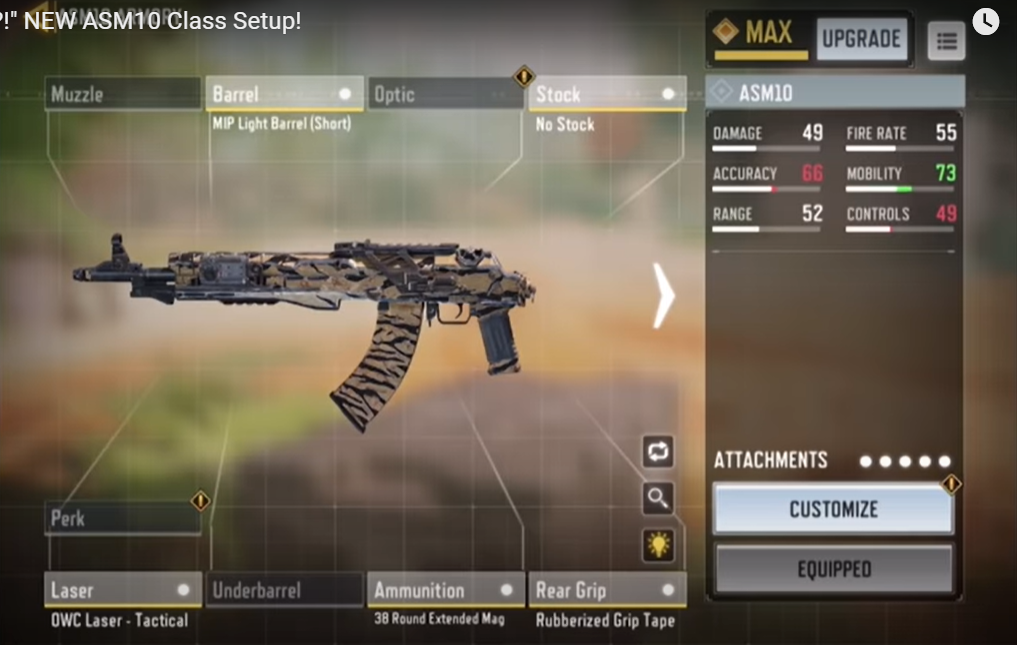 ?!" NEW ASM10 Class Setup!
MAX
UPGRADE
Muzzle
Barrel
Optic
Stock
MIP Light Barrel (Short)
No Stock
ASM10
DAMAGE 49 FIRE RATE 55
ACCURACY 66 MOBILITY 73
RANGE 52 CONTROLS 49
ATTACHMENTS
CUSTOMIZE
EQUIPPED
Perk
Laser
Underbarrel
Ammunition
Rear Grip
OWC Laser - Tactical
38 Round Extended Mag
Rubberized Grip Tape